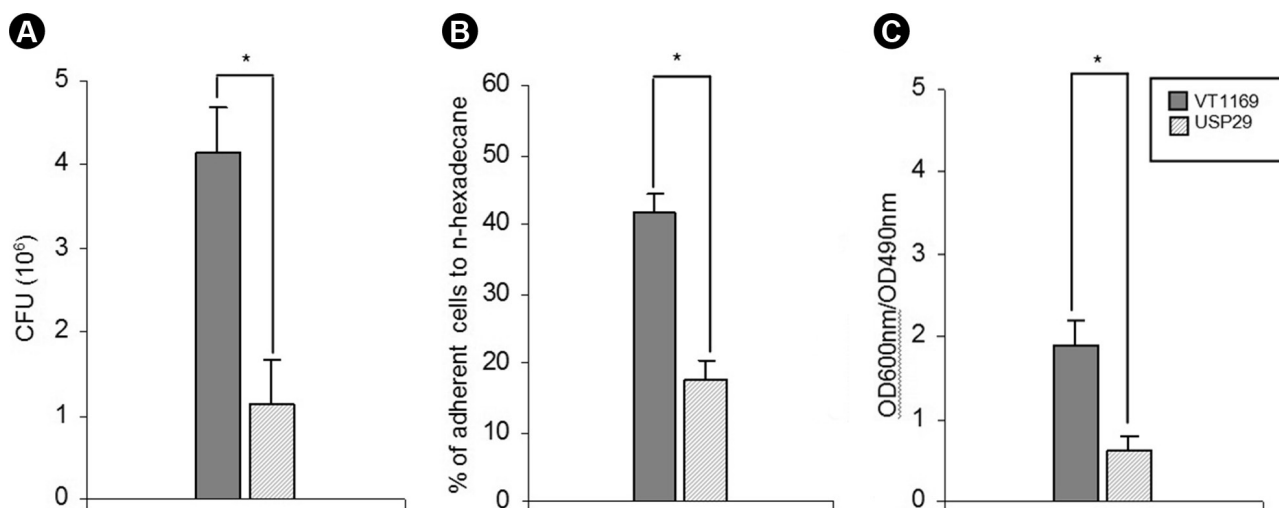 A
*
5
4
3
2
1
0
CFU (10⁶)
B
*
60
50
40
30
20
10
0
% of adherent cells to n-hexadecane
C
*
5
4
3
2
1
0
OD600nm/OD490nm
VT1169
USP29